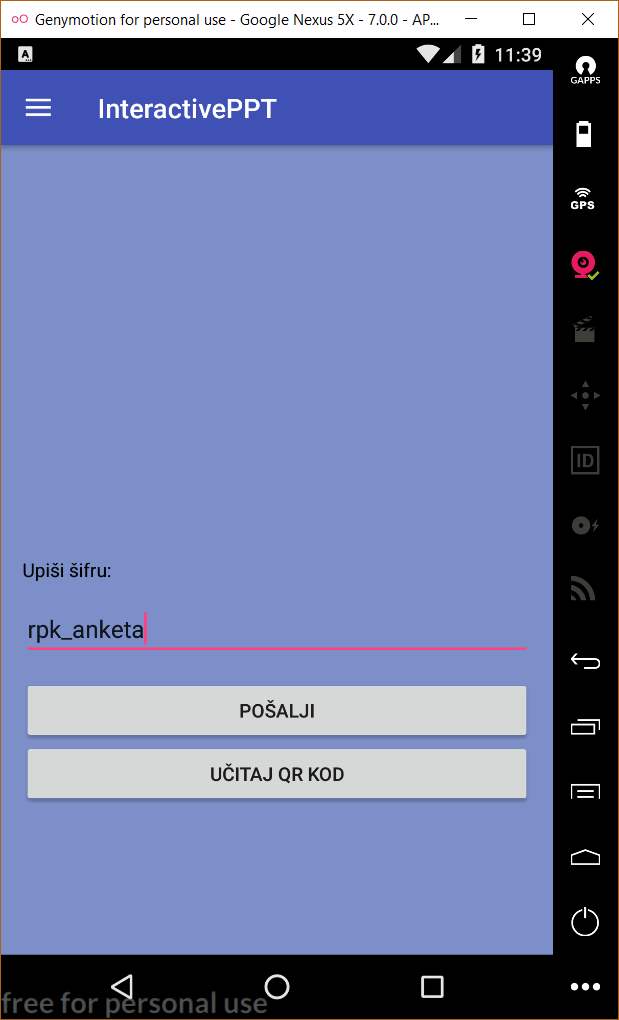 Genymotion for personal use - Google Nexus 5X - 7.0.0 - AP...
A
11:39
GAPPS
InteractivePPT
GPS
ID
Upiši šifru:
rpk_anketa
POŠALJI
UČITAJ QR KOD
free for personal use